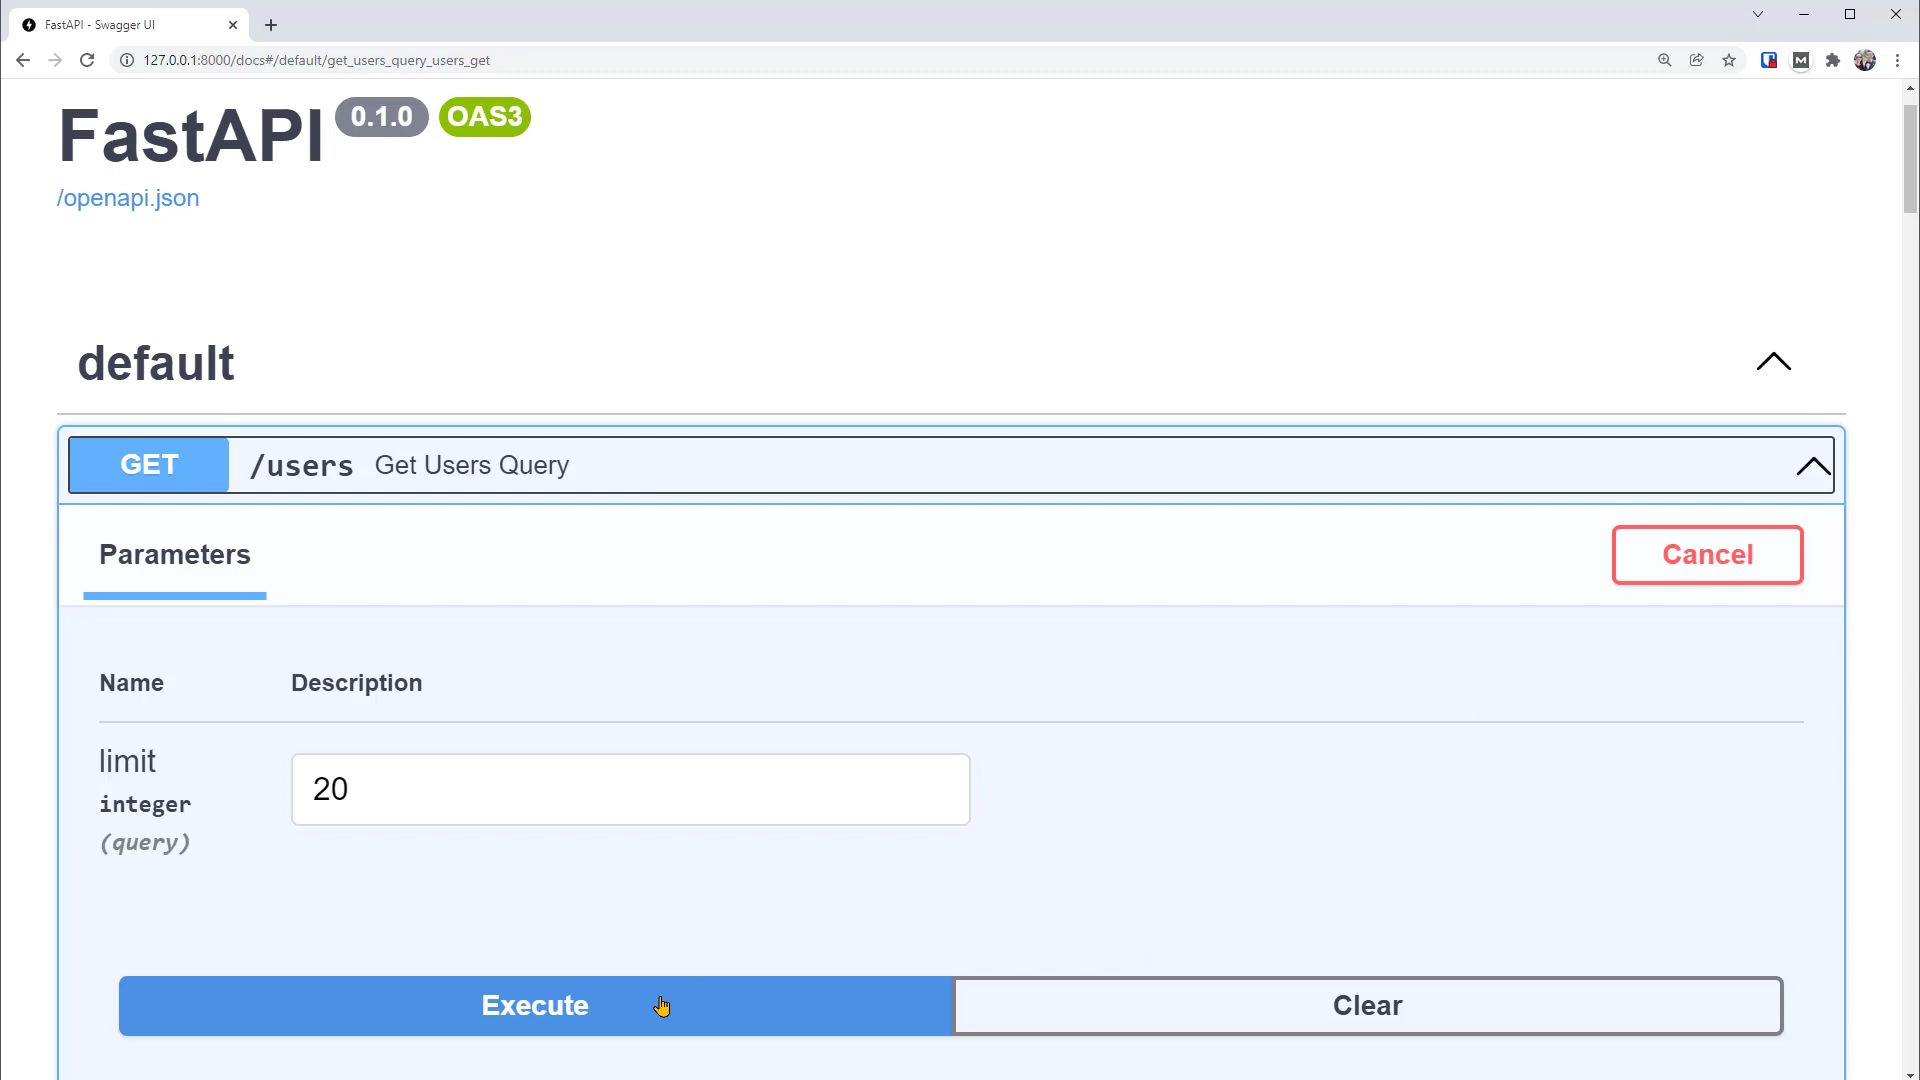 FastAPI - Swagger UI
127.0.0.1:8000/docs#/default/get_users_query_users_get
FastAPI 0.1.0 OAS3
/openapi.json
default
GET /users Get Users Query
Parameters
Cancel
Name Description
limit
20
integer
(query)
Execute
Clear